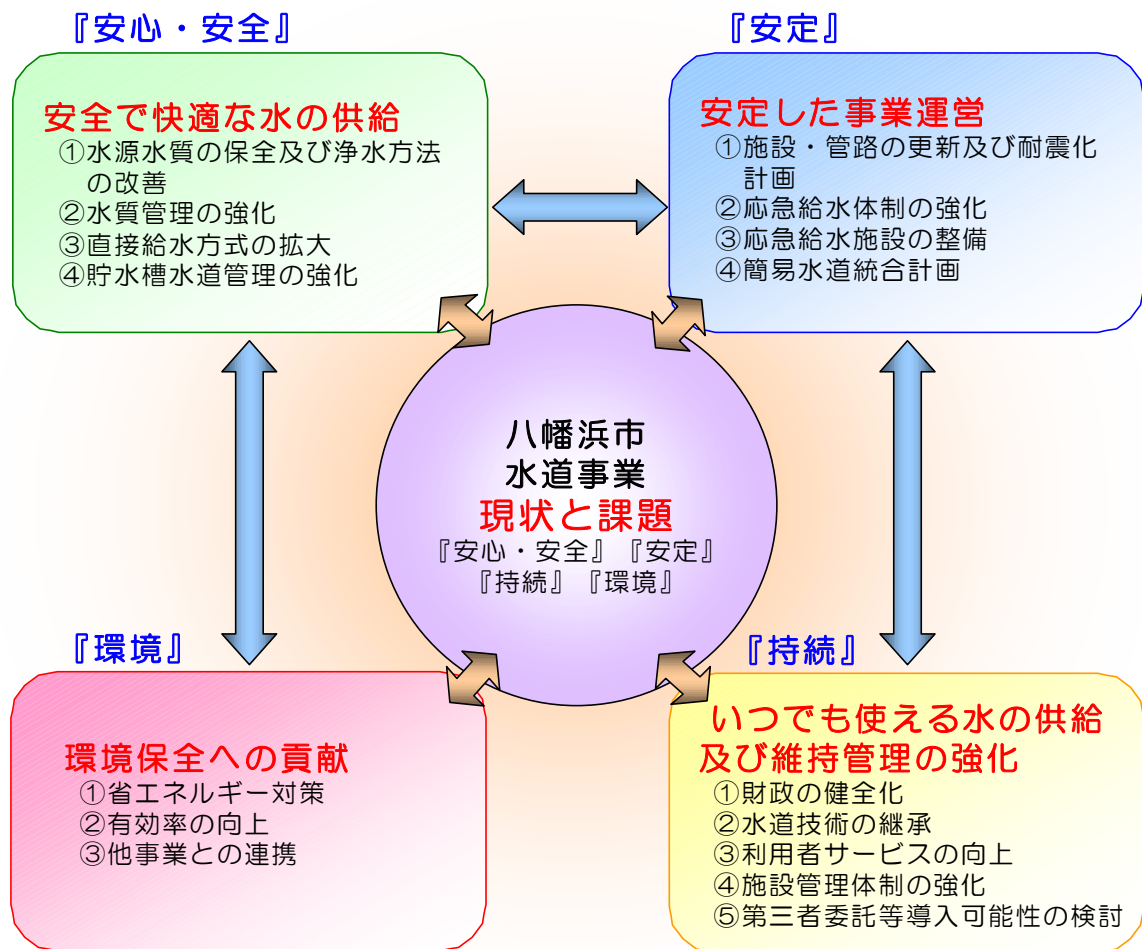 『安心・安全』
安全で快適な水の供給
①水源水質の保全及び浄水方法
の改善
②水質管理の強化
③直接給水方式の拡大
④貯水槽水道管理の強化
『安定』
安定した事業運営
①施設・管路の更新及び耐震化
計画
②応急給水体制の強化
③応急給水施設の整備
④簡易水道統合計画
八幡浜市
水道事業
現状と課題
『安心・安全』『安定』
『持続』『環境』
『環境』
環境保全への貢献
①省エネルギー対策
②有効率の向上
③他事業との連携
『持続』
いつでも使える水の供給
及び維持管理の強化
①財政の健全化
②水道技術の継承
③利用者サービスの向上
④施設管理体制の強化
⑤第三者委託等導入可能性の検討